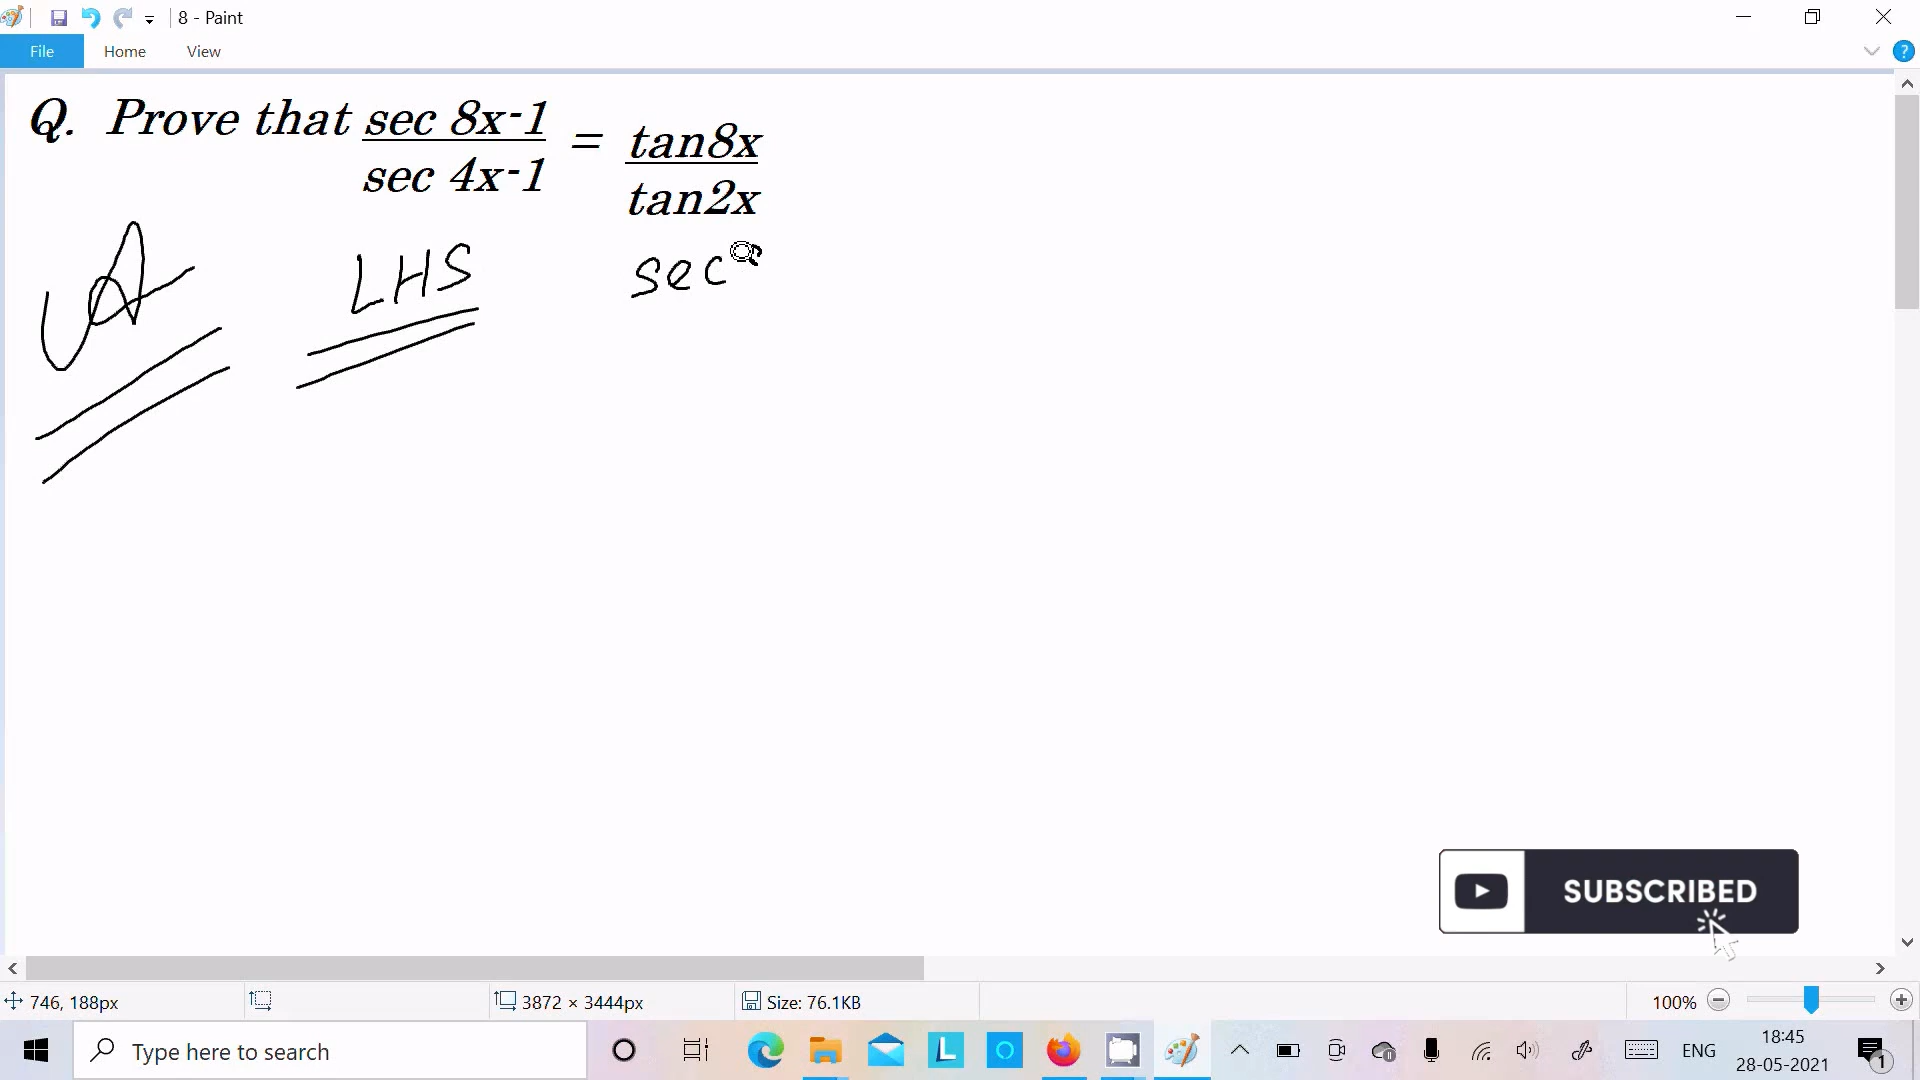 8 - Paint
File Home View
Q. Prove that sec 8x-1 = tan8x
sec 4x-1 tan2x
LHS sec
SUBSCRIBED
746, 188px 3872 × 3444px Size: 76.1KB 100%
Type here to search ENG 18:45
28-05-2021 1